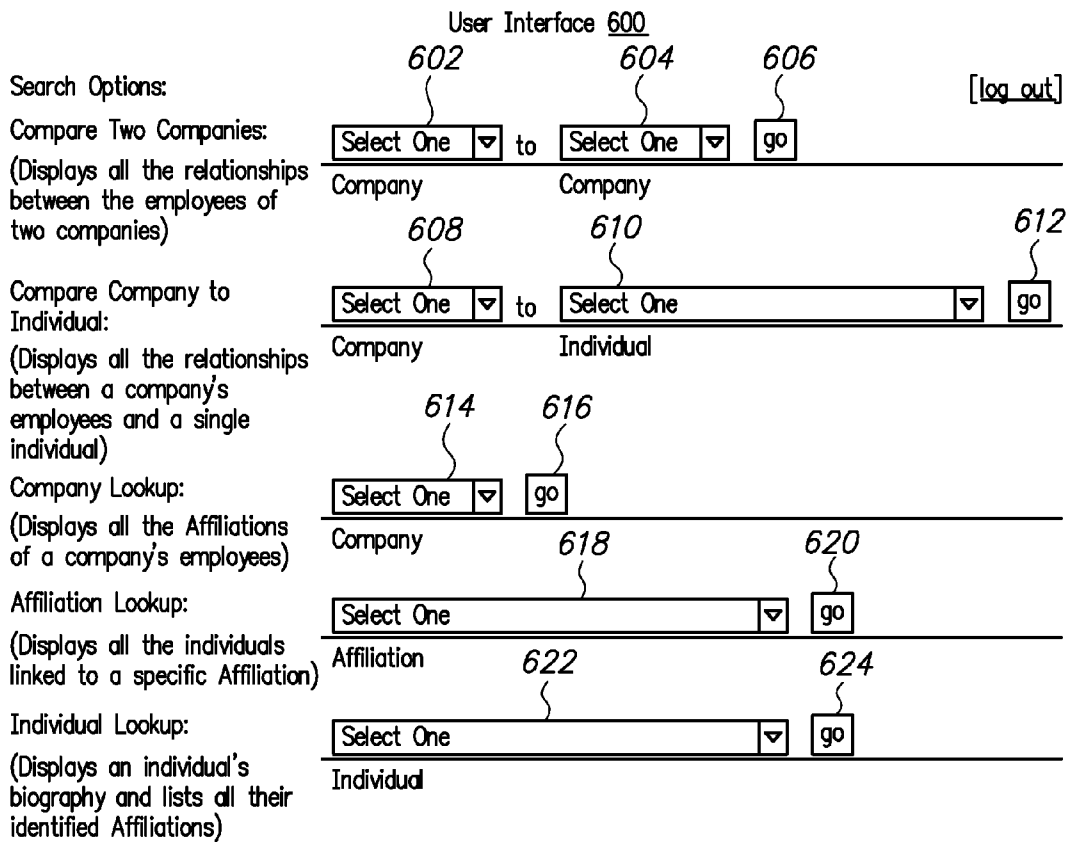 User Interface 600
602 604 606
Search Options: [log out]
Compare Two Companies: Select One to Select One go
(Displays all the relationships
between the employees of
two companies)
Company Company
608 610 612
Compare Company to
Individual:
Select One to Select One go
(Displays all the relationships
between a company's
employees and a single
individual)
Company Individual
614 616
Company Lookup: Select One go
(Displays all the Affiliations
of a company's employees)
Company
618 620
Affiliation Lookup: Select One go
(Displays all the individuals
linked to a specific Affiliation)
Affiliation
622 624
Individual Lookup: Select One go
(Displays an individual's
biography and lists all their
identified Affiliations)
Individual